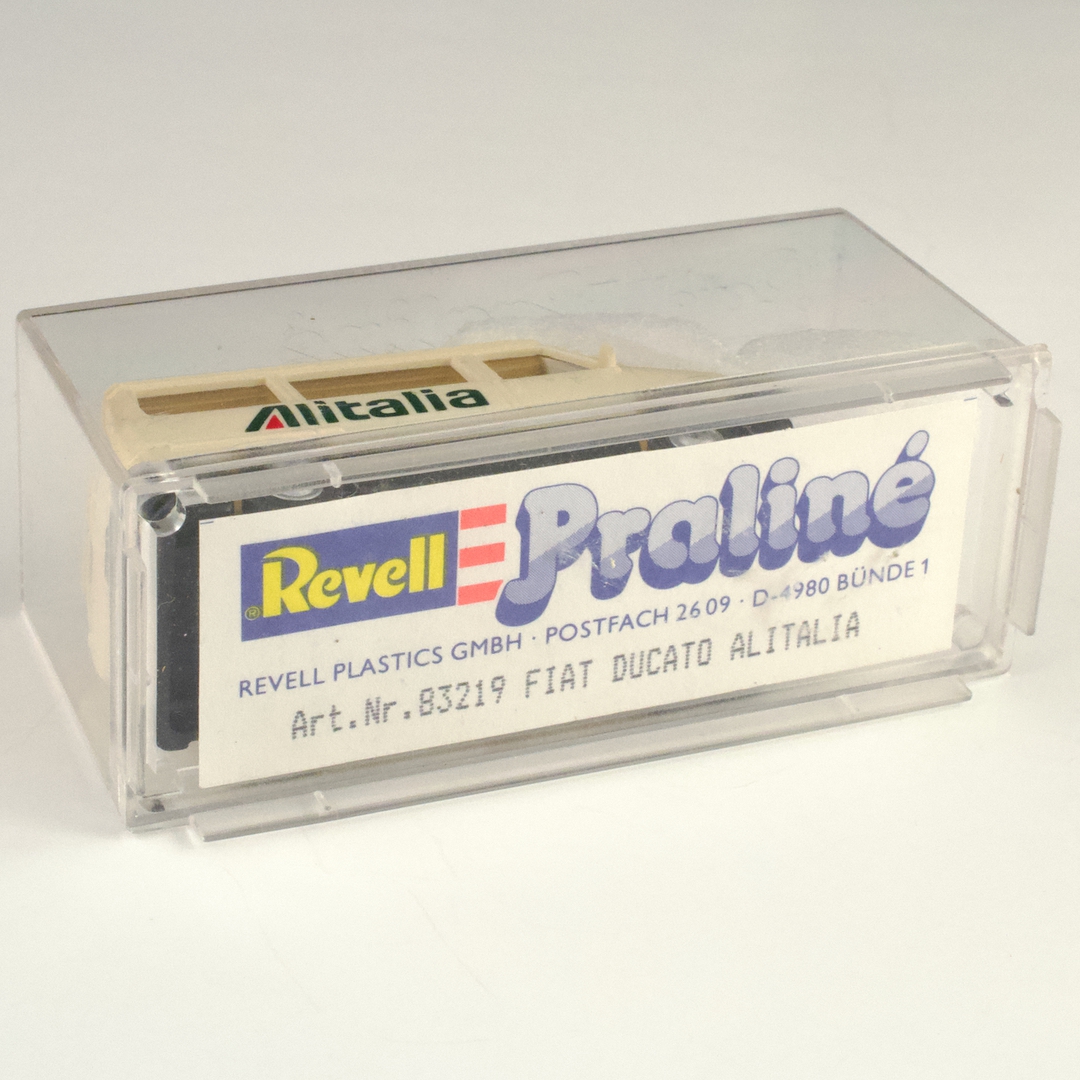 Alitalia
® Revell Praliné
REVELL PLASTICS GMBH · POSTFACH 26 09 · D-4980 BÜNDE 1
Art.Nr.83219 FIAT DUCATO ALITALIA